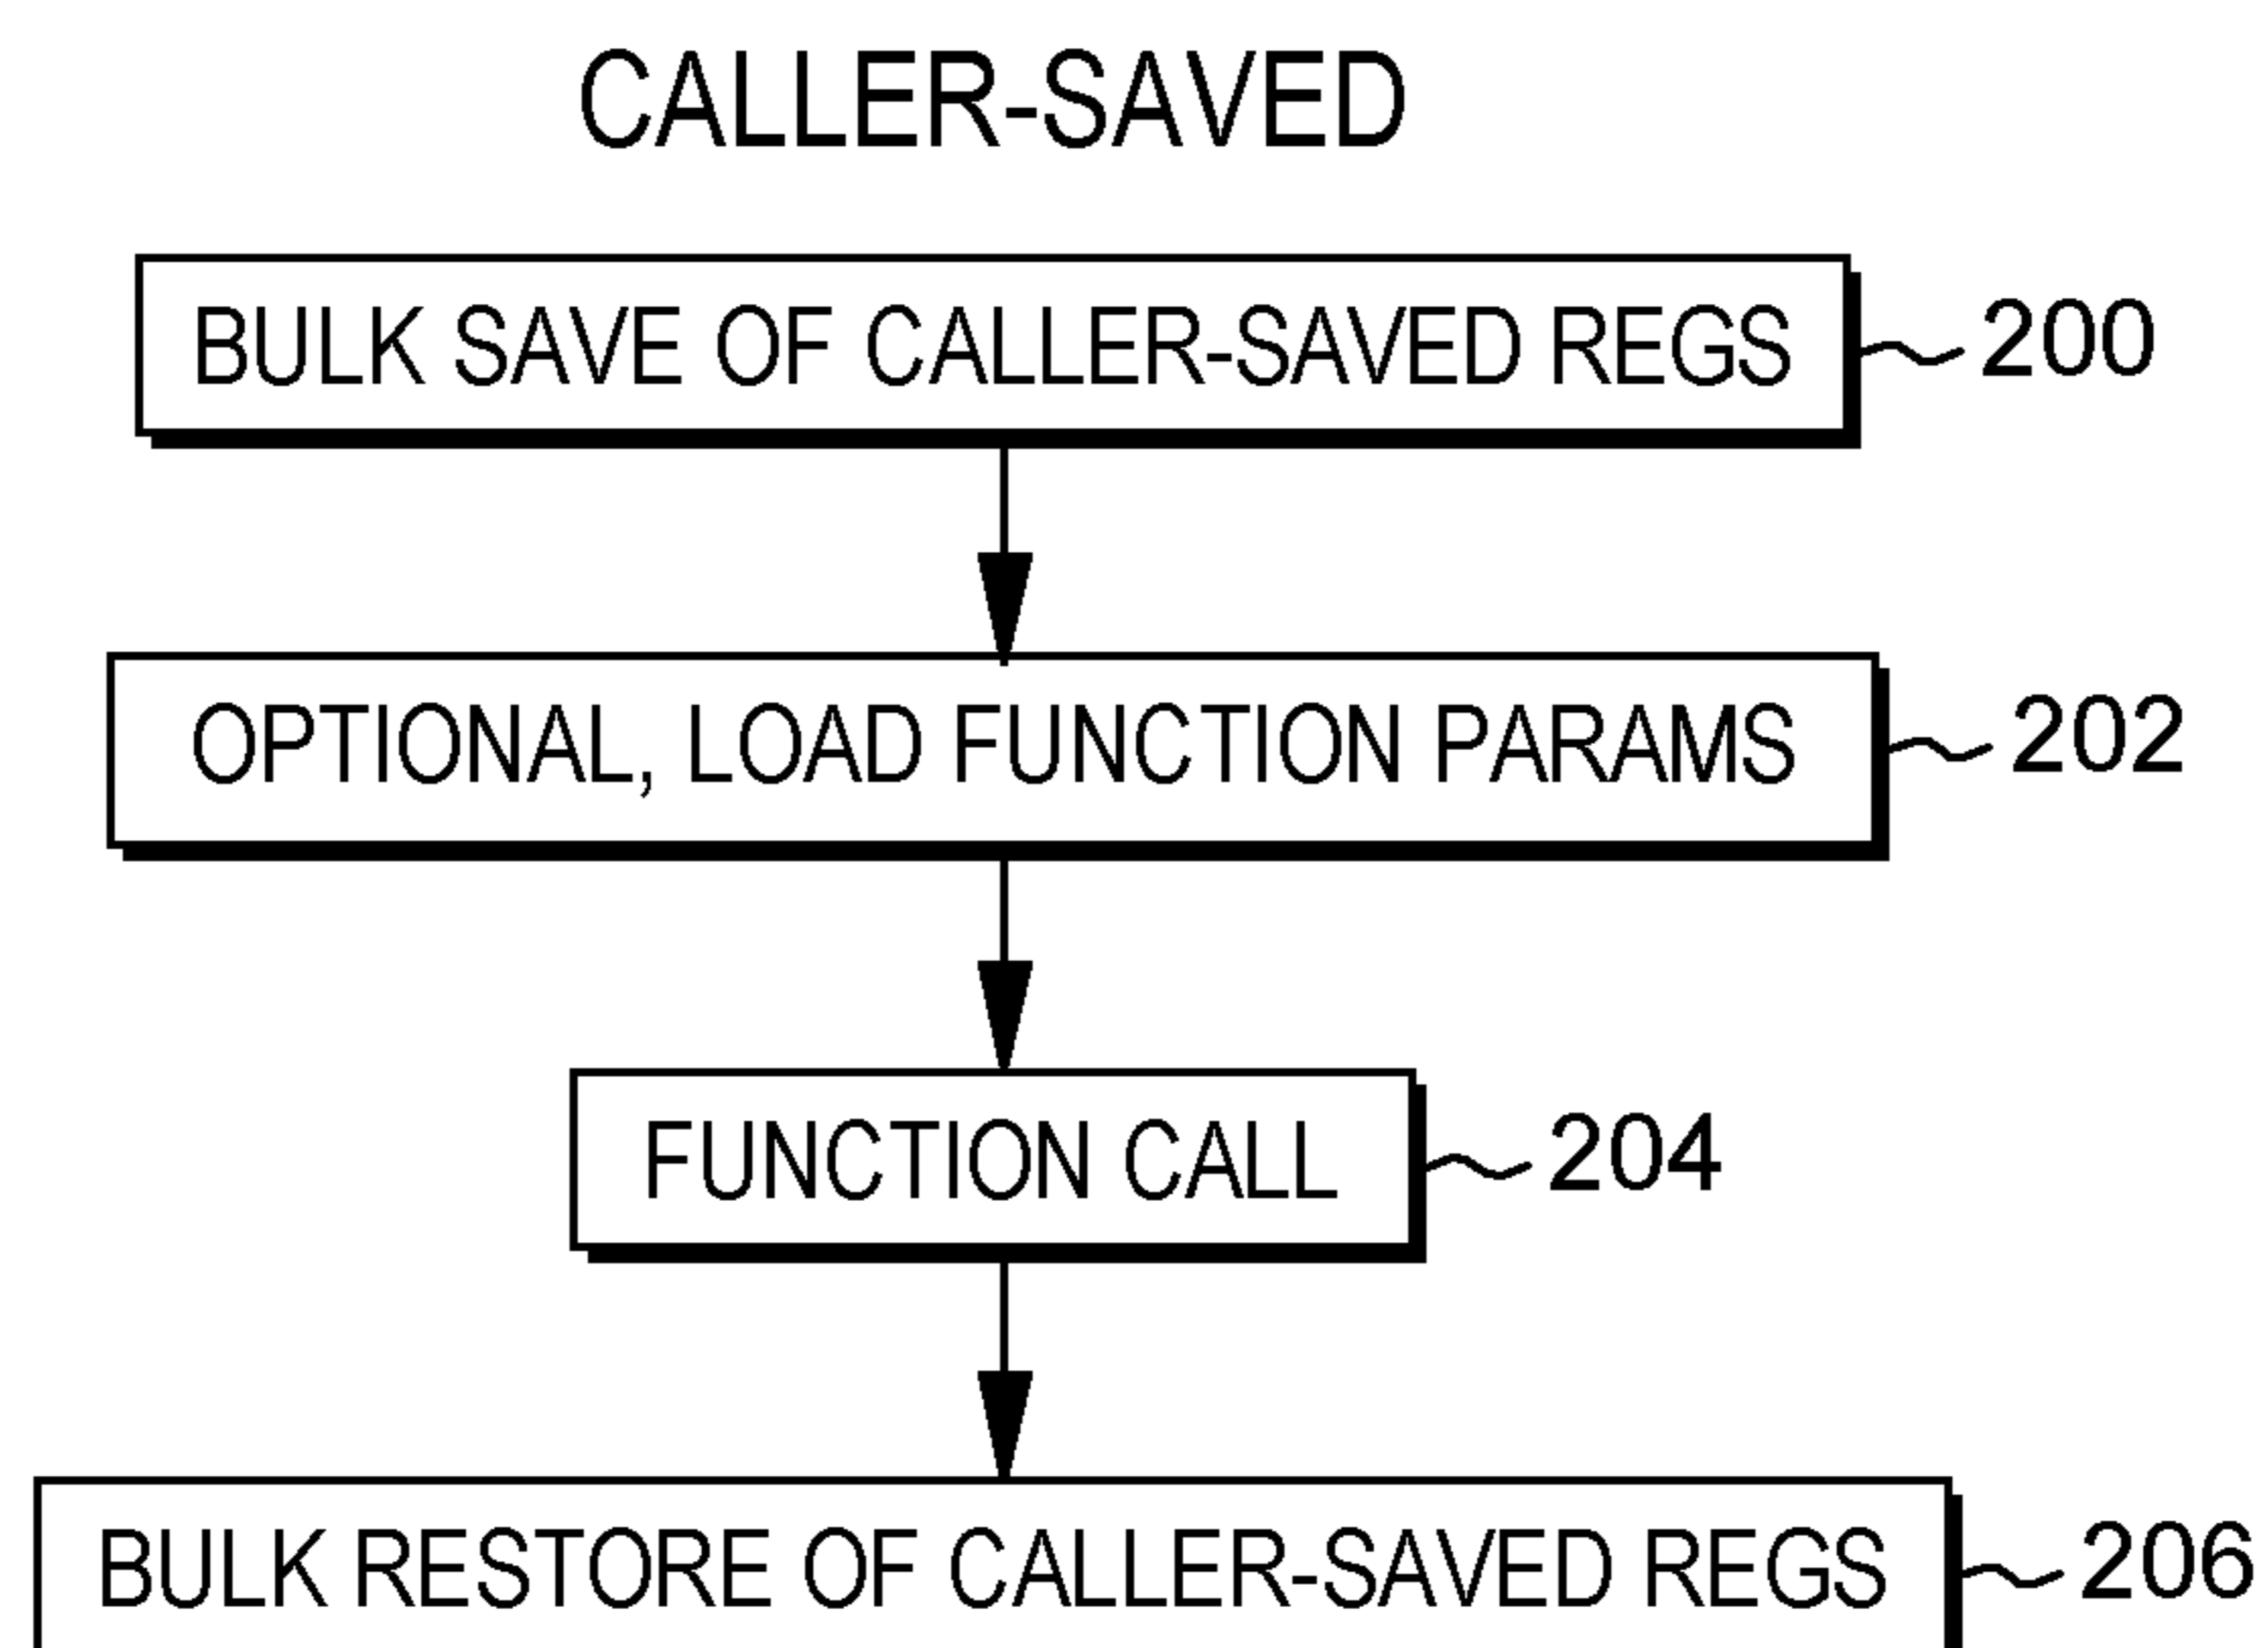 CALLER-SAVED
BULK SAVE OF CALLER-SAVED REGS 200
OPTIONAL, LOAD FUNCTION PARAMS 202
FUNCTION CALL 204
BULK RESTORE OF CALLER-SAVED REGS 206